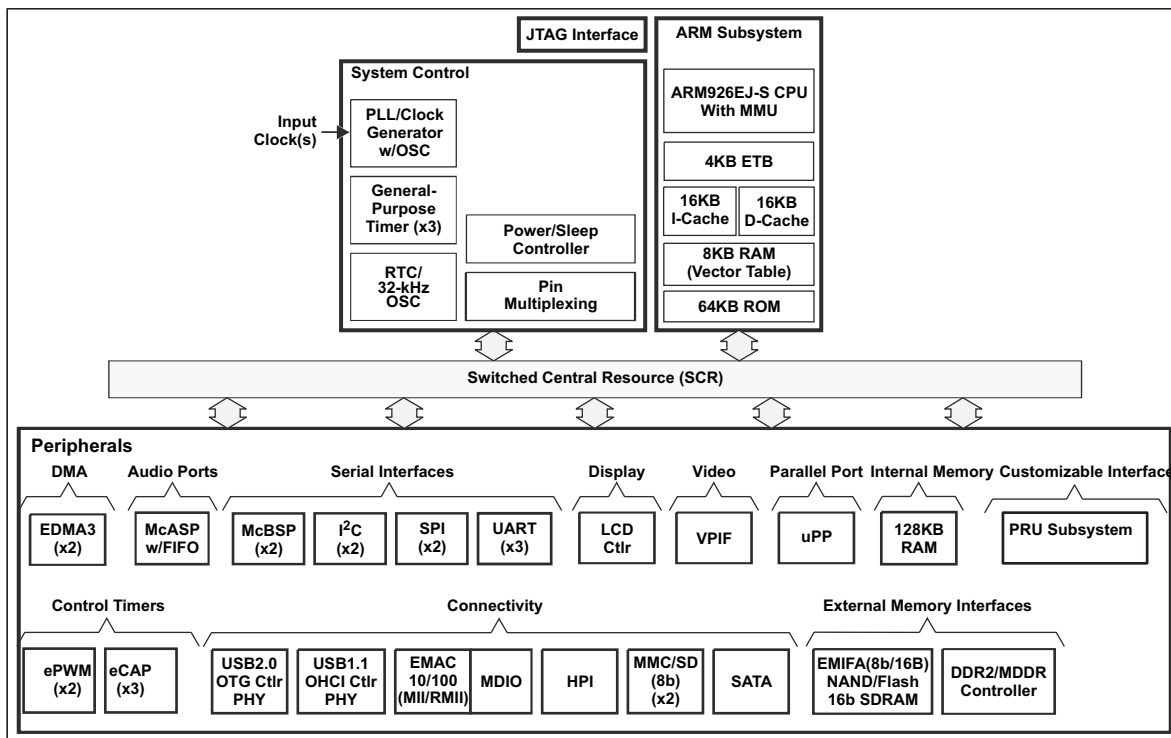 JTAG Interface
ARM Subsystem
System Control
ARM926EJ-S CPU
With MMU
Input
Clock(s)
PLL/Clock
Generator
w/OSC
4KB ETB
General-
Purpose
Timer (x3)
16KB
I-Cache
16KB
D-Cache
Power/Sleep
Controller
8KB RAM
(Vector Table)
RTC/
32-kHz
OSC
Pin
Multiplexing
64KB ROM
Switched Central Resource (SCR)
Peripherals
DMA
Audio Ports
Serial Interfaces
Display
Video
Parallel Port
Internal Memory
Customizable Interface
EDMA3
(x2)
McASP
w/FIFO
McBSP
(x2)
I²C
(x2)
SPI
(x2)
UART
(x3)
LCD
Ctlr
VPIF
uPP
128KB
RAM
PRU Subsystem
Control Timers
Connectivity
External Memory Interfaces
ePWM
(x2)
eCAP
(x3)
USB2.0
OTG Ctlr
PHY
USB1.1
OHCI Ctlr
PHY
EMAC
10/100
(MII/RMII)
MDIO
HPI
MMC/SD
(8b)
(x2)
SATA
EMIFA(8b/16B)
NAND/Flash
16b SDRAM
DDR2/MDDR
Controller